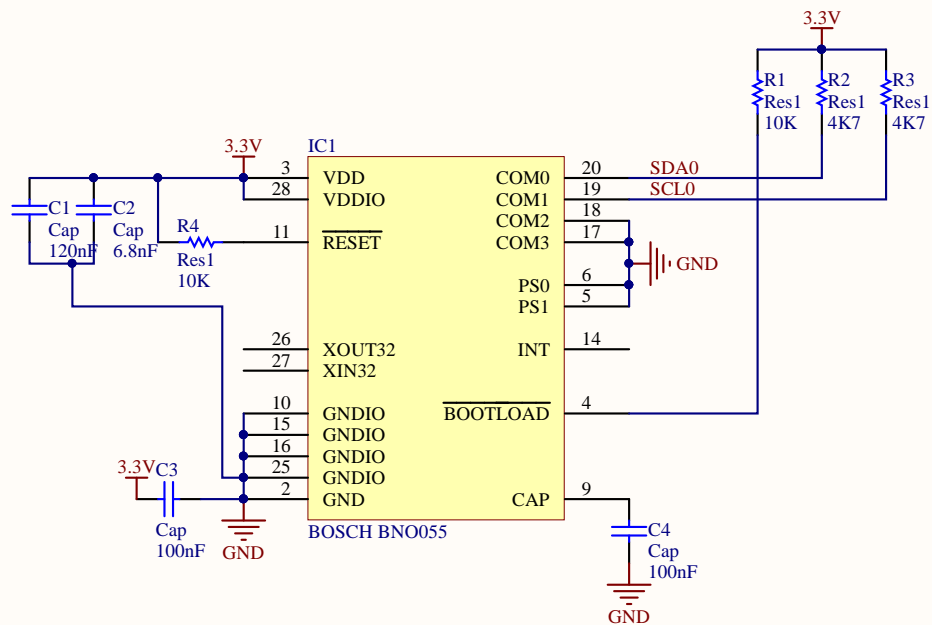 3.3V
R1
Res1
10K
R2
Res1
4K7
R3
Res1
4K7
3.3V
IC1
3
VDD
28
VDDIO
11
RESET
26
XOUT32
27
XIN32
10
GNDIO
15
GNDIO
16
GNDIO
25
GNDIO
2
GND
COM0
20
SDA0
COM1
19
SCL0
COM2
18
COM3
17
PS0
6
PS1
5
GND
INT
14
BOOTLOAD
4
CAP
9
C1
Cap
120nF
C2
Cap
6.8nF
R4
Res1
10K
3.3V
C3
Cap
100nF
GND
BOSCH BNO055
C4
Cap
100nF
GND